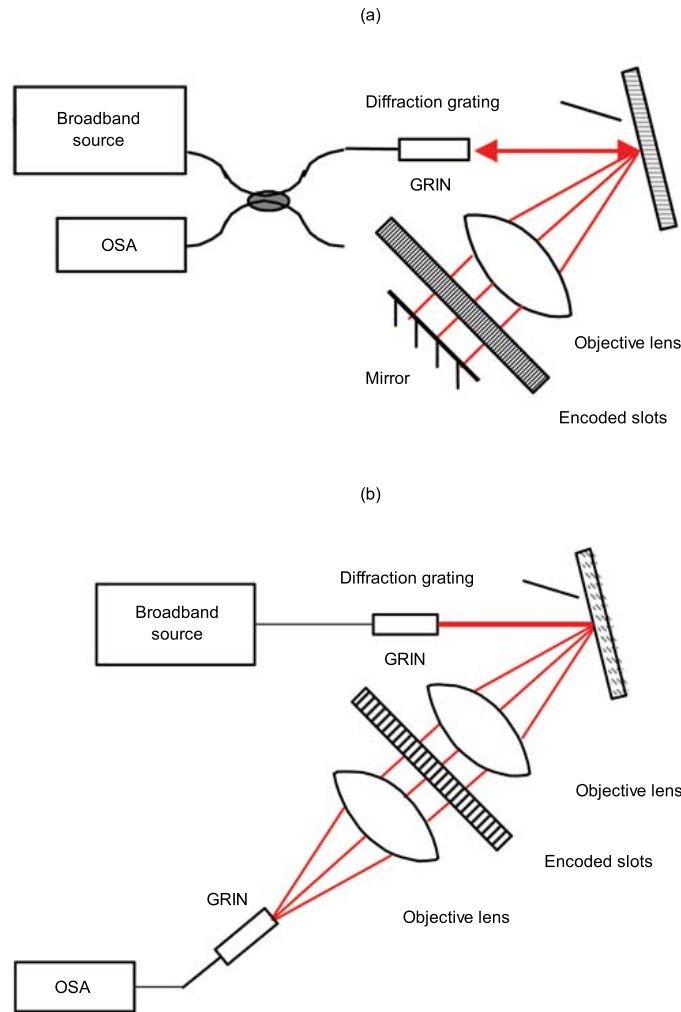 (a)
Diffraction grating
Broadband
source
GRIN
OSA
Objective lens
Mirror
Encoded slots
(b)
Diffraction grating
Broadband
source
GRIN
Objective lens
Encoded slots
GRIN
Objective lens
OSA